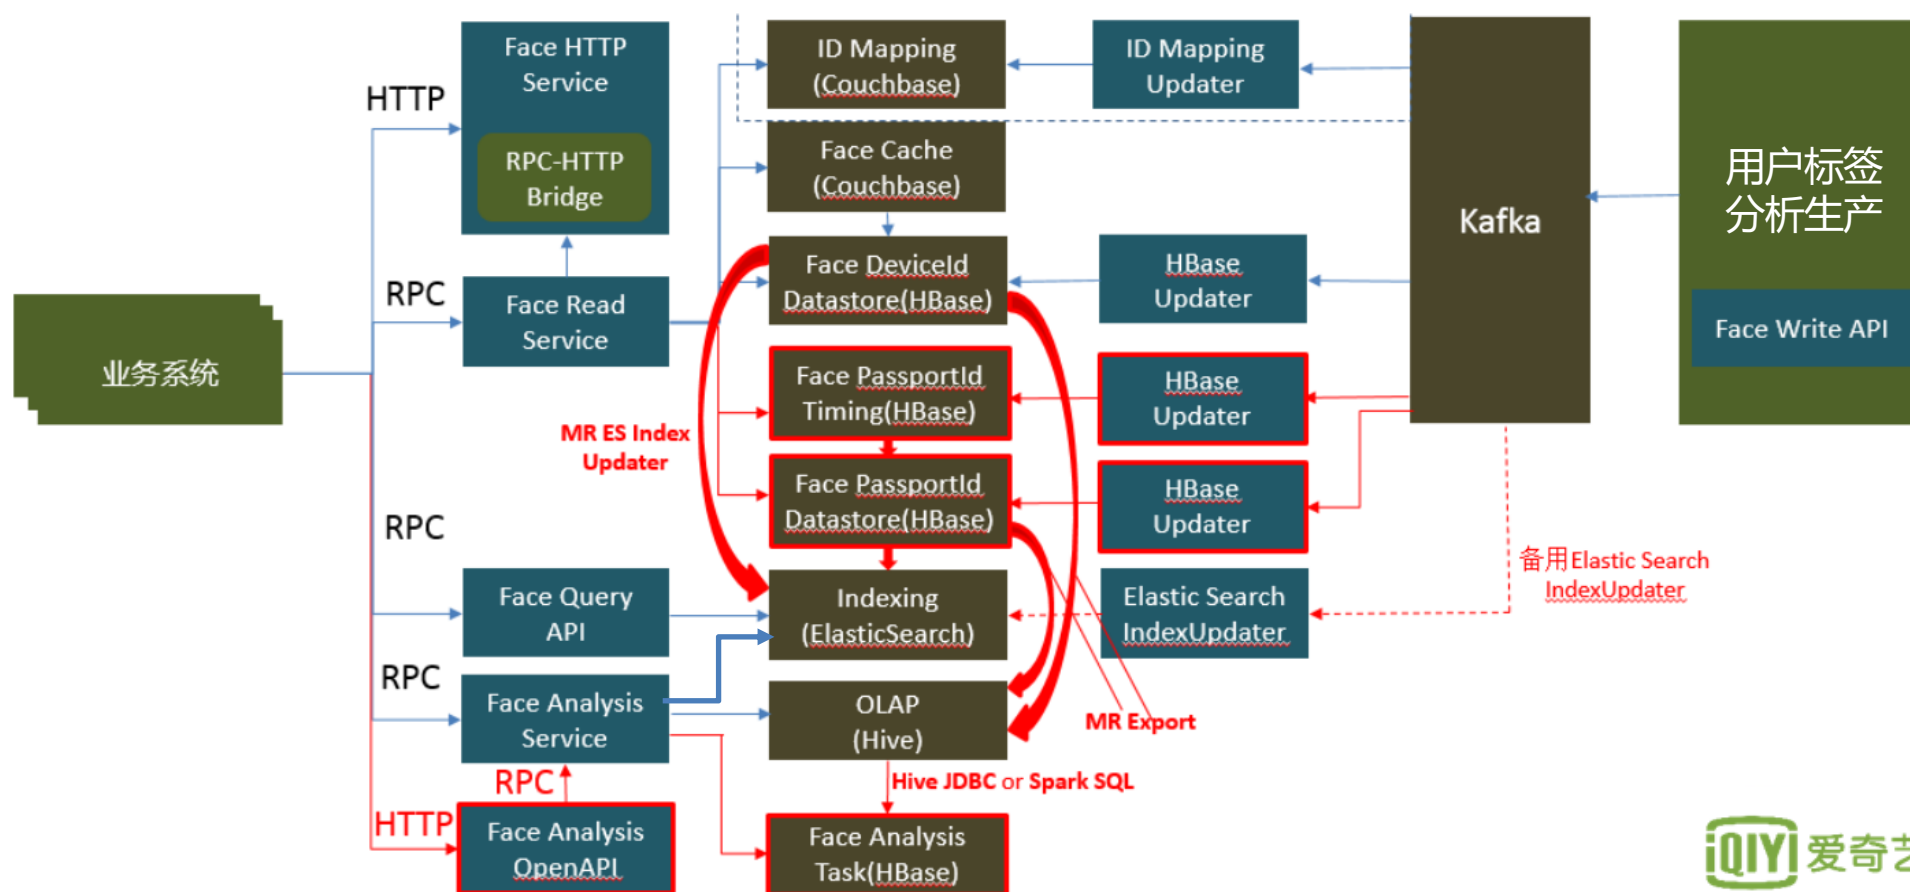 Face HTTP
Service
RPC-HTTP
Bridge
HTTP
RPC
Face Read
Service
业务系统
RPC
Face Query
API
RPC
Face Analysis
Service
RPC
HTTP
Face Analysis
OpenAPI
ID Mapping
(Couchbase)
Face Cache
(Couchbase)
Face DeviceId
Datastore(HBase)
Face PassportId
Timing(HBase)
MR ES Index
Updater
Face PassportId
Datastore(HBase)
Indexing
(ElasticSearch)
OLAP
(Hive)
Hive JDBC or Spark SQL
Face Analysis
Task(HBase)
ID Mapping
Updater
HBase
Updater
HBase
Updater
HBase
Updater
Elastic Search
IndexUpdater
MR Export
Kafka
备用Elastic Search
IndexUpdater
用户标签
分析生产
Face Write API
iQIYI 爱奇艺